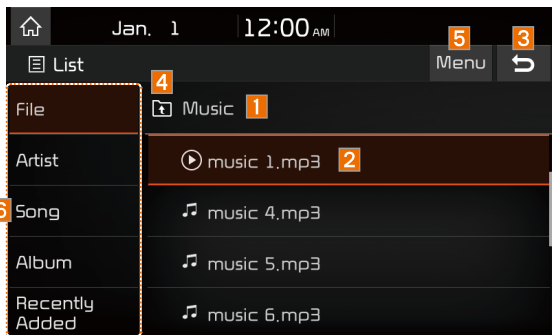 Jan. 1 12:00 AM
5 3
List Menu
4
File Music 1
Artist music 1.mp3 2
6 Song music 4.mp3
Album music 5.mp3
Recently
Added music 6.mp3